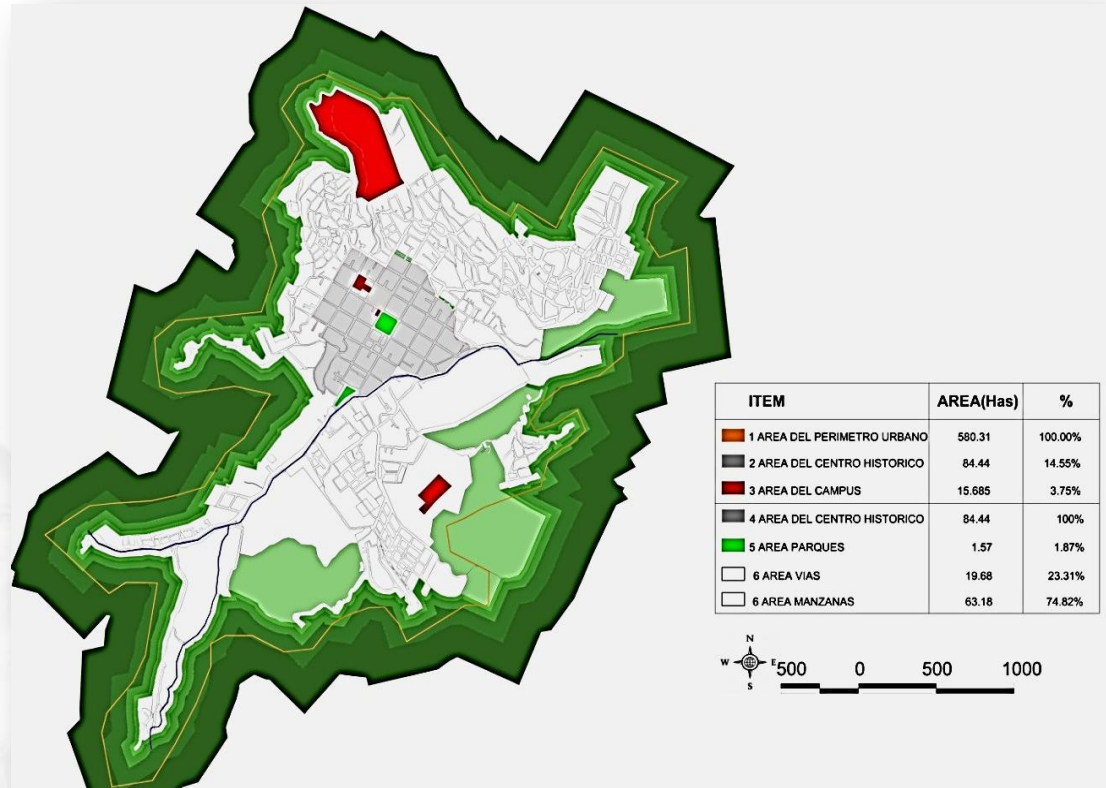 ITEM AREA(Has) %
1 AREA DEL PERIMETRO URBANO 580.31 100.00%
2 AREA DEL CENTRO HISTORICO 84.44 14.55%
3 AREA DEL CAMPUS 15.685 3.75%
4 AREA DEL CENTRO HISTORICO 84.44 100%
5 AREA PARQUES 1.57 1.87%
6 AREA VIAS 19.68 23.31%
6 AREA MANZANAS 63.18 74.82%
N
W E
S
500 0 500 1000